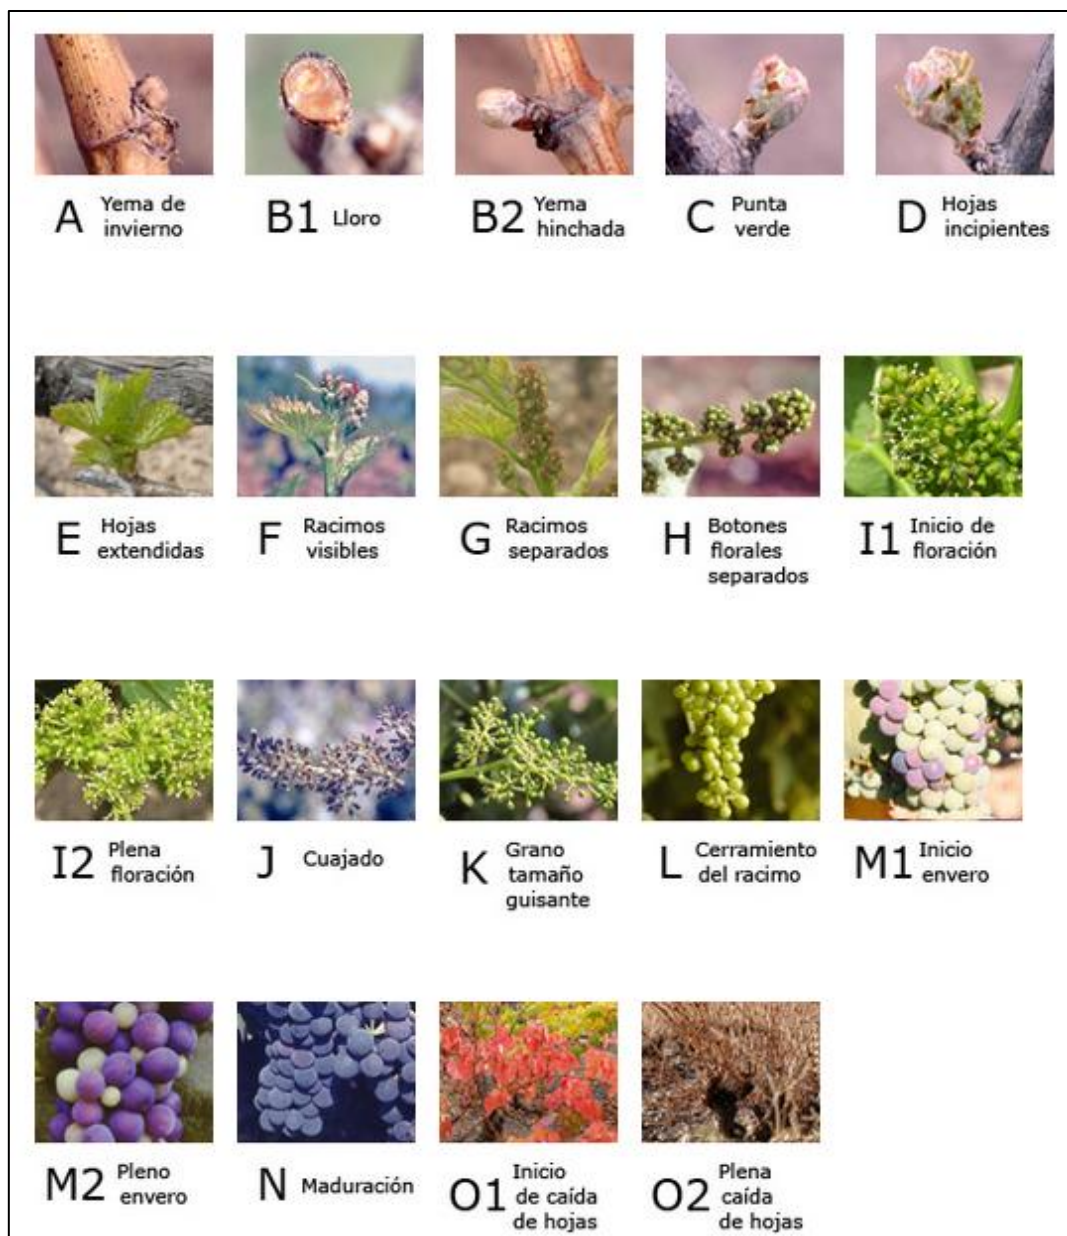 A Yema de
invierno
B1 Lloro
B2 Yema
hinchada
C Punta
verde
D Hojas
incipientes
E Hojas
extendidas
F Racimos
visibles
G Racimos
separados
H Botones
florales
separados
I1 Inicio de
floración
I2 Plena
floración
J Cuajado
K Grano
tamaño
guisante
L Cerramiento
del racimo
M1 Inicio
envero
M2 Pleno
envero
N Maduración
O1 Inicio
de caída
de hojas
O2 Plena
caída
de hojas